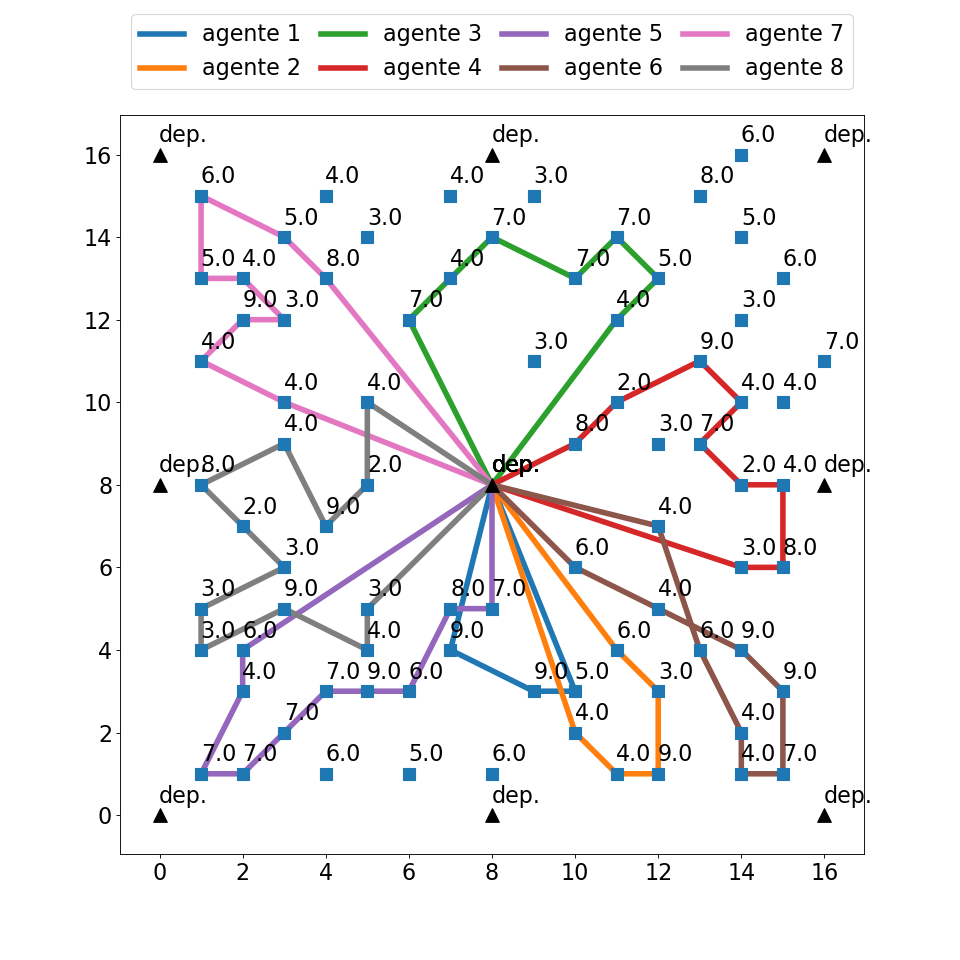 agente 1 agente 3 agente 5 agente 7
agente 2 agente 4 agente 6 agente 8
6.0
dep. dep. dep.
16
6.0 4.0 4.0 3.0 8.0
5.0 3.0 7.0 7.0 5.0
14
5.0 4.0 8.0 4.0 7.0 5.0 6.0
9.0 3.0 7.0 4.0 3.0
12
4.0 3.0 9.0 7.0
4.0 4.0 2.0 4.0 4.0
10
4.0 8.0 3.0 7.0
dep. 8.0 2.0 dep. 2.0 4.0 dep.
8
2.0 9.0 4.0
3.0 6.0 3.0 8.0
6
3.0 9.0 3.0 8.0 7.0 4.0
3.0 6.0 4.0 9.0 6.0 6.0 9.0
4
4.0 7.0 9.0 6.0 9.0 5.0 3.0 9.0
7.0 4.0 4.0
2
7.0 7.0 6.0 5.0 6.0 4.0 9.0 4.0 7.0
dep. dep. dep.
0
0 2 4 6 8 10 12 14 16